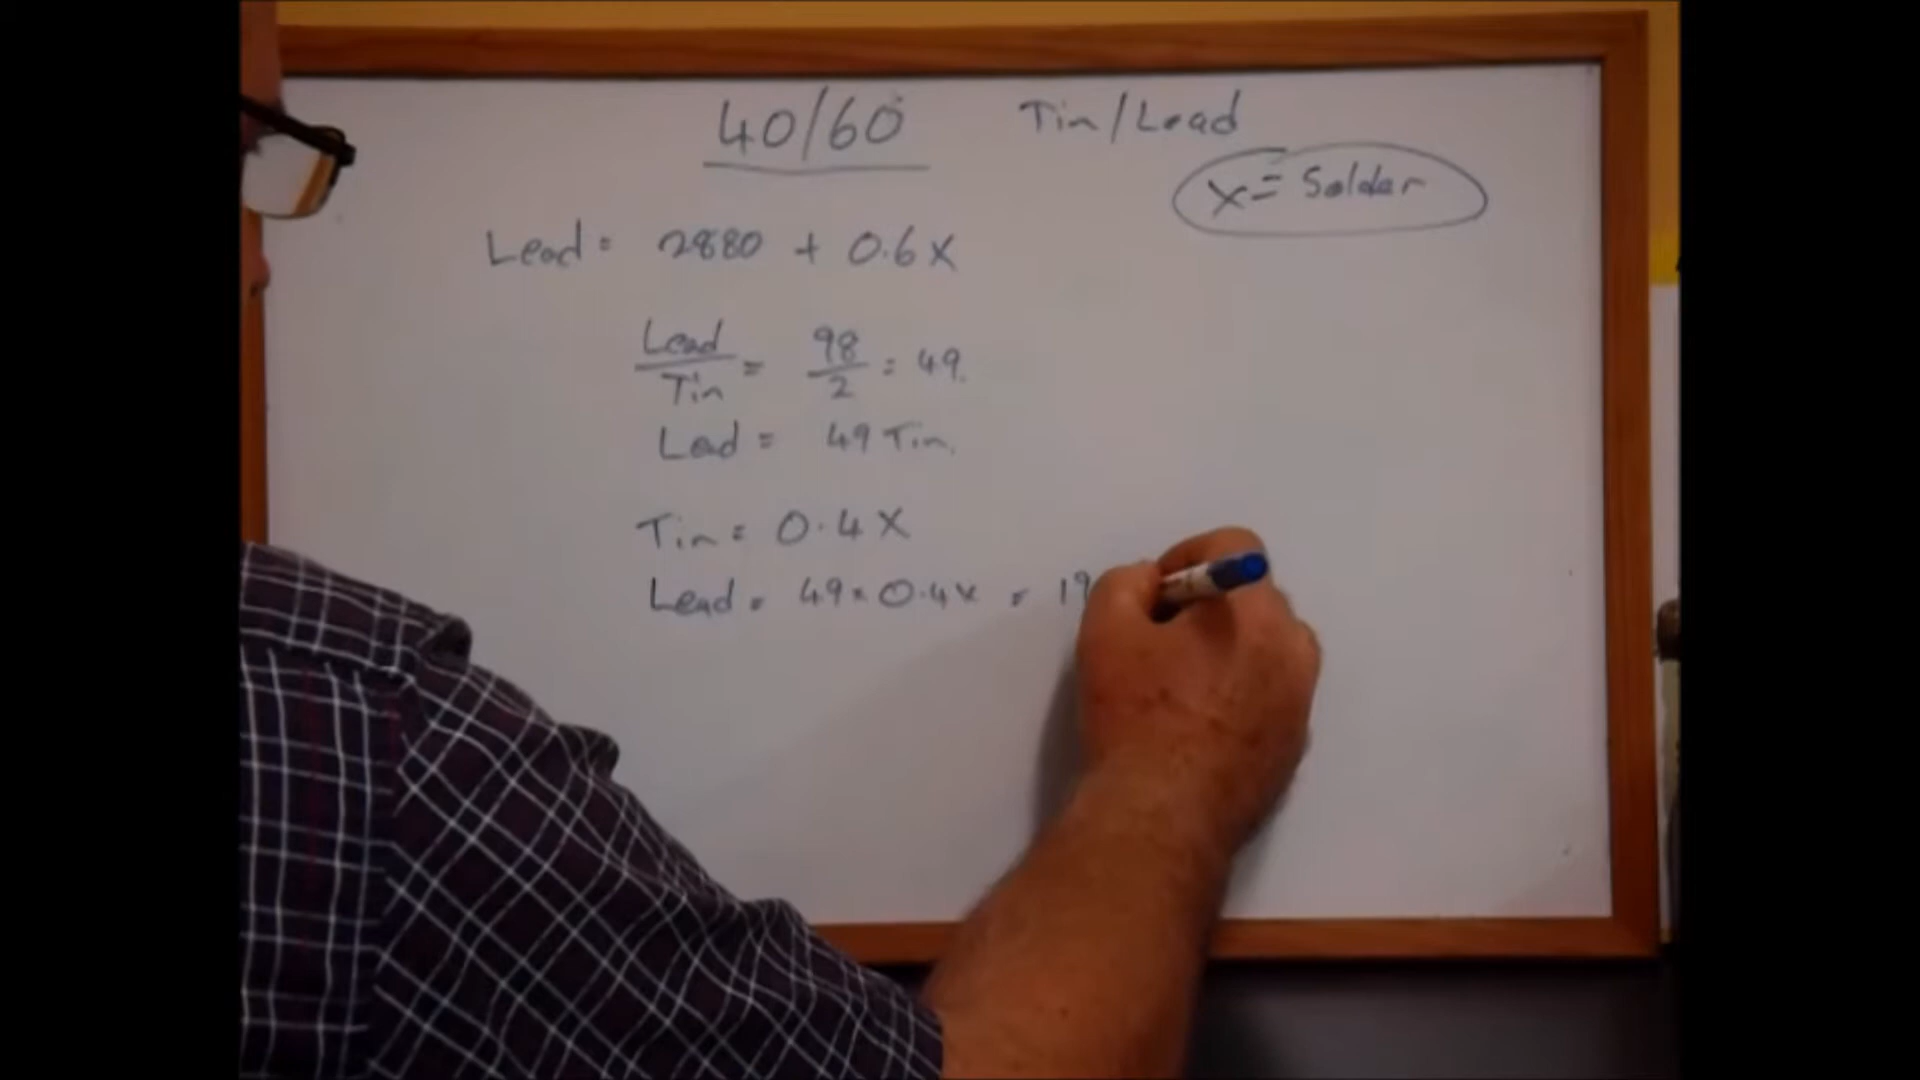 40/60 Tin/Lead
x = Solder
Lead = 2880 + 0.6x
Lead/Tin = 98/2 = 49.
Lead = 49 Tin.
Tin = 0.4x
Lead = 49 × 0.4x = 19